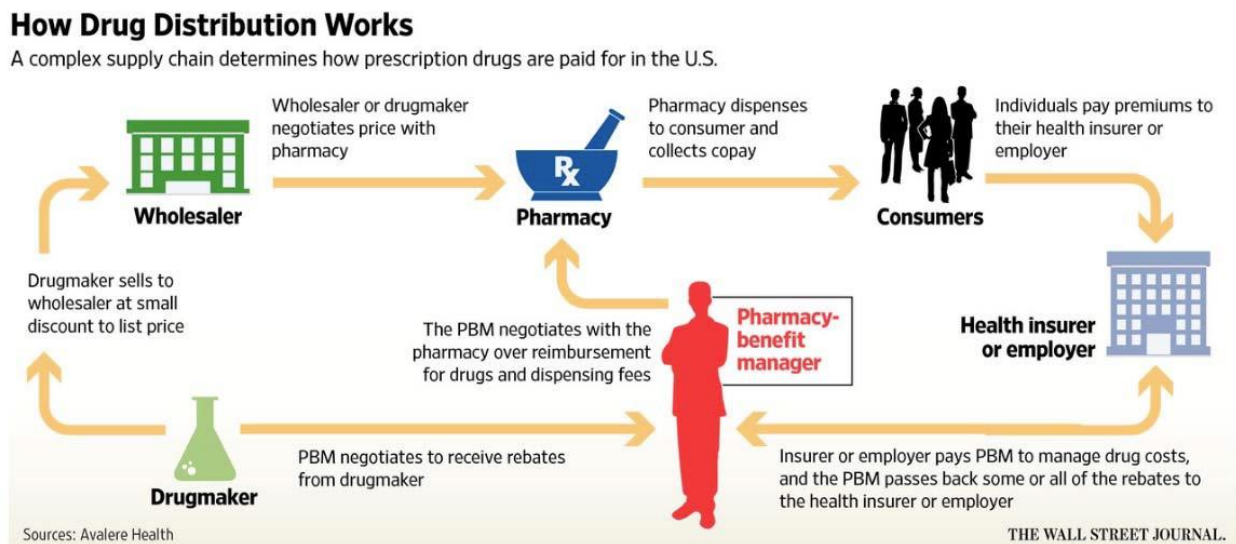 How Drug Distribution Works
A complex supply chain determines how prescription drugs are paid for in the U.S.
Wholesaler or drugmaker
negotiates price with
pharmacy
Pharmacy dispenses
to consumer and
collects copay
Individuals pay premiums to
their health insurer or
employer
Rx
Wholesaler
Pharmacy
Consumers
Drugmaker sells to
wholesaler at small
discount to list price
The PBM negotiates with the
pharmacy over reimbursement
for drugs and dispensing fees
Pharmacy-
benefit
manager
Health insurer
or employer
PBM negotiates to receive rebates
from drugmaker
Insurer or employer pays PBM to manage drug costs,
and the PBM passes back some or all of the rebates to
the health insurer or employer
Drugmaker
Sources: Avalere Health
THE WALL STREET JOURNAL.